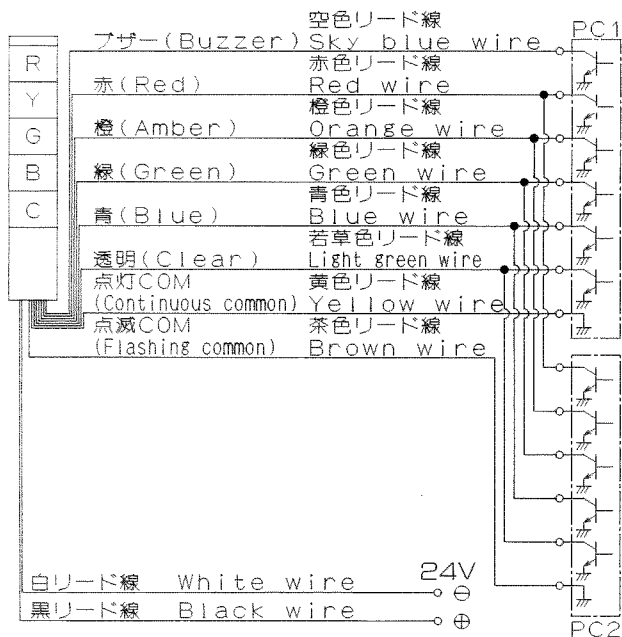 空色リード線
PC1
ブザー(Buzzer) Sky blue wire
R
赤色リード線
赤(Red) Red wire
Y
橙色リード線
橙(Amber) Orange wire
G
緑色リード線
緑(Green) Green wire
B
青色リード線
青(Blue) Blue wire
C
若草色リード線
透明(Clear) Light green wire
点灯COM 黄色リード線
(Continuous common) Yellow wire
点滅COM 茶色リード線
(Flashing common) Brown wire
24V
白リード線 White wire ⊖
黒リード線 Black wire ⊕
PC2